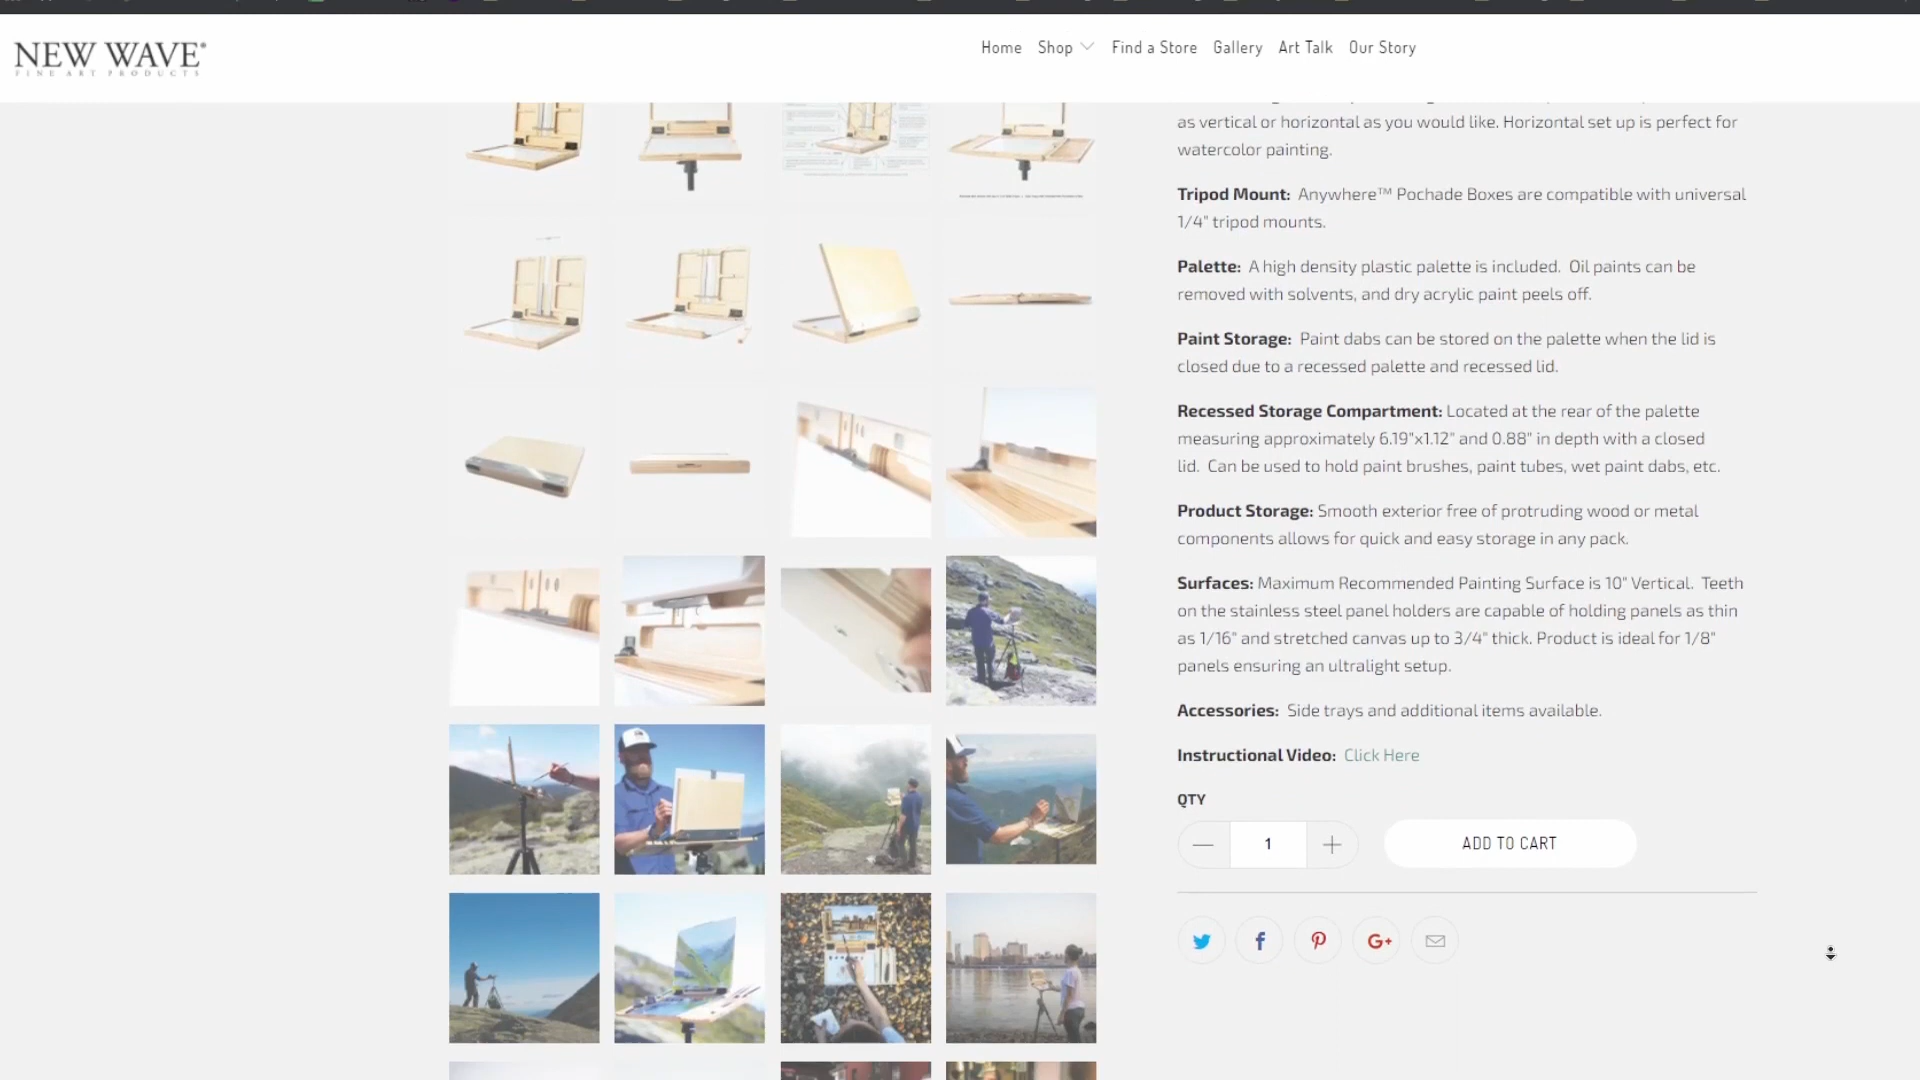 NEW WAVE®
FINE ART PRODUCTS
Home Shop Find a Store Gallery Art Talk Our Story
as vertical or horizontal as you would like. Horizontal set up is perfect for
watercolor painting.
Tripod Mount: Anywhere™ Pochade Boxes are compatible with universal
1/4" tripod mounts.
Palette: A high density plastic palette is included. Oil paints can be
removed with solvents, and dry acrylic paint peels off.
Paint Storage: Paint dabs can be stored on the palette when the lid is
closed due to a recessed palette and recessed lid.
Recessed Storage Compartment: Located at the rear of the palette
measuring approximately 6.19"x1.12" and 0.88" in depth with a closed
lid. Can be used to hold paint brushes, paint tubes, wet paint dabs, etc.
Product Storage: Smooth exterior free of protruding wood or metal
components allows for quick and easy storage in any pack.
Surfaces: Maximum Recommended Painting Surface is 10" Vertical. Teeth
on the stainless steel panel holders are capable of holding panels as thin
as 1/16" and stretched canvas up to 3/4" thick. Product is ideal for 1/8"
panels ensuring an ultralight setup.
Accessories: Side trays and additional items available.
Instructional Video: Click Here
QTY
1
ADD TO CART
G+